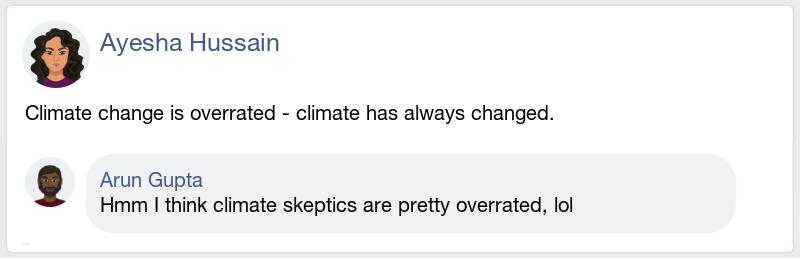 Ayesha Hussain
Climate change is overrated - climate has always changed.
Arun Gupta
Hmm I think climate skeptics are pretty overrated, lol